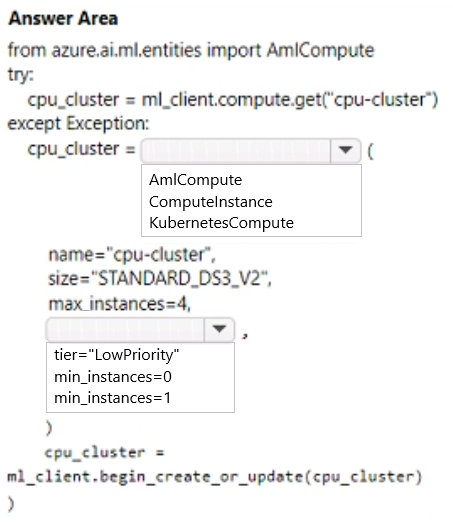 Answer Area
from azure.ai.ml.entities import AmlCompute
try:
cpu_cluster = ml_client.compute.get("cpu-cluster")
except Exception:
cpu_cluster = (
AmlCompute
ComputeInstance
KubernetesCompute
name="cpu-cluster",
size="STANDARD_DS3_V2",
max_instances=4,
,
tier="LowPriority"
min_instances=0
min_instances=1
)
cpu_cluster =
ml_client.begin_create_or_update(cpu_cluster)
)